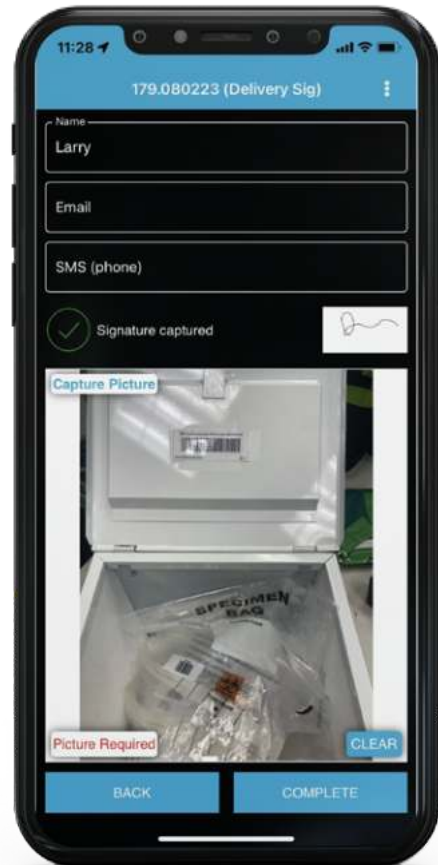 11:28
179.080223 (Delivery Sig)
Name
Larry
Email
SMS (phone)
Signature captured
Capture Picture
SPECIMEN
BAG
Picture Required
CLEAR
BACK
COMPLETE